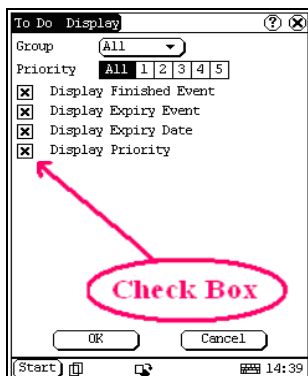 To Do Display
Group All
Priority All 1 2 3 4 5
Display Finished Event
Display Expiry Event
Display Expiry Date
Display Priority
Check Box
OK Cancel
Start 14:39